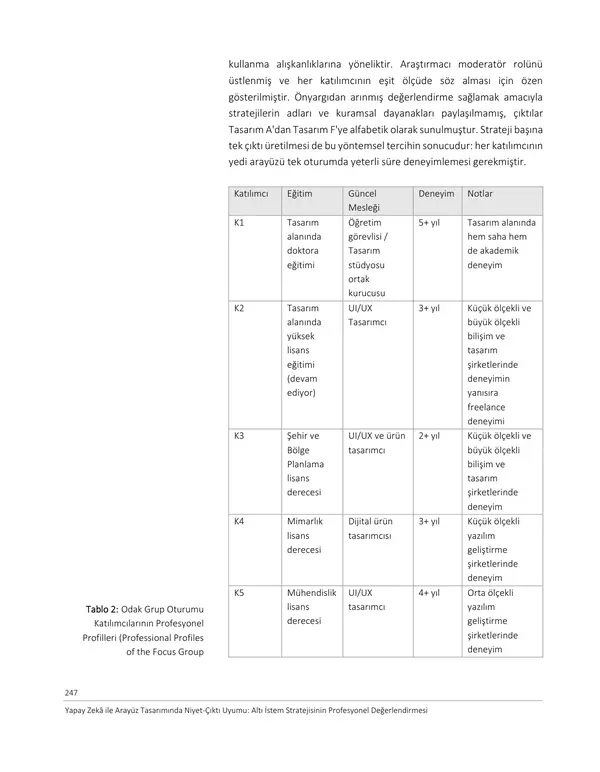 kullanma alışkanlıklarına yöneliktir. Araştırmacı moderatör rolünü
üstlenmiş ve her katılımcının eşit ölçüde söz alması için özen
gösterilmiştir. Önyargıdan arınmış değerlendirme sağlamak amacıyla
stratejilerin adları ve kuramsal dayanakları paylaşılmamış, çıktılar
Tasarım A'dan Tasarım F'ye alfabetik olarak sunulmuştur. Strateji başına
tek çıktı üretilmesi de bu yöntemsel tercihin sonucudur: her katılımcının
yedi arayüzü tek oturumda yeterli süre deneyimlemesi gerekmiştir.
Katılımcı Eğitim Güncel Deneyim Notlar
Mesleği
K1 Tasarım Öğretim 5+ yıl Tasarım alanında
alanında görevlisi / hem saha hem
doktora Tasarım de akademik
eğitimi stüdyosu deneyim
ortak
kurucusu
K2 Tasarım UI/UX 3+ yıl Küçük ölçekli ve
alanında Tasarımcı büyük ölçekli
yüksek bilişim ve
lisans tasarım
eğitimi şirketlerinde
(devam deneyimin
ediyor) yanısıra
freelance
deneyimi
K3 Şehir ve UI/UX ve ürün 2+ yıl Küçük ölçekli ve
Bölge tasarımcı büyük ölçekli
Planlama bilişim ve
lisans tasarım
derecesi şirketlerinde
deneyim
K4 Mimarlık Dijital ürün 3+ yıl Küçük ölçekli
lisans tasarımcısı yazılım
derecesi geliştirme
şirketlerinde
deneyim
K5 Mühendislik UI/UX 4+ yıl Orta ölçekli
lisans tasarımcı yazılım
derecesi geliştirme
şirketlerinde
deneyim
Tablo 2: Odak Grup Oturumu
Katılımcılarının Profesyonel
Profilleri (Professional Profiles
of the Focus Group
247
Yapay Zekâ ile Arayüz Tasarımında Niyet-Çıktı Uyumu: Altı İstem Stratejisinin Profesyonel Değerlendirmesi